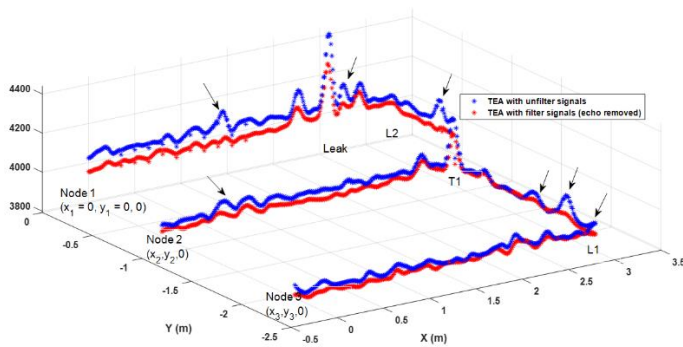 TEA with unfilter signals
TEA with filter signals (echo removed)
4400
4200
4000
3800
Leak
L2
T1
L1
Node 1
(x1 = 0, y1 = 0, 0)
Node 2
(x2,y2,0)
Node 3
(x3,y3,0)
0
-0.5
-1
-1.5
-2
-2.5
Y (m)
0
0.5
1
1.5
2
2.5
3
3.5
X (m)